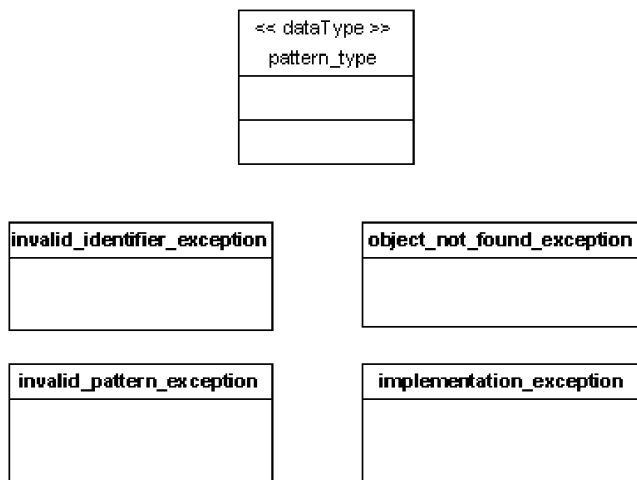 << dataType >>
pattern_type
invalid_identifier_exception
object_not_found_exception
invalid_pattern_exception
implementation_exception